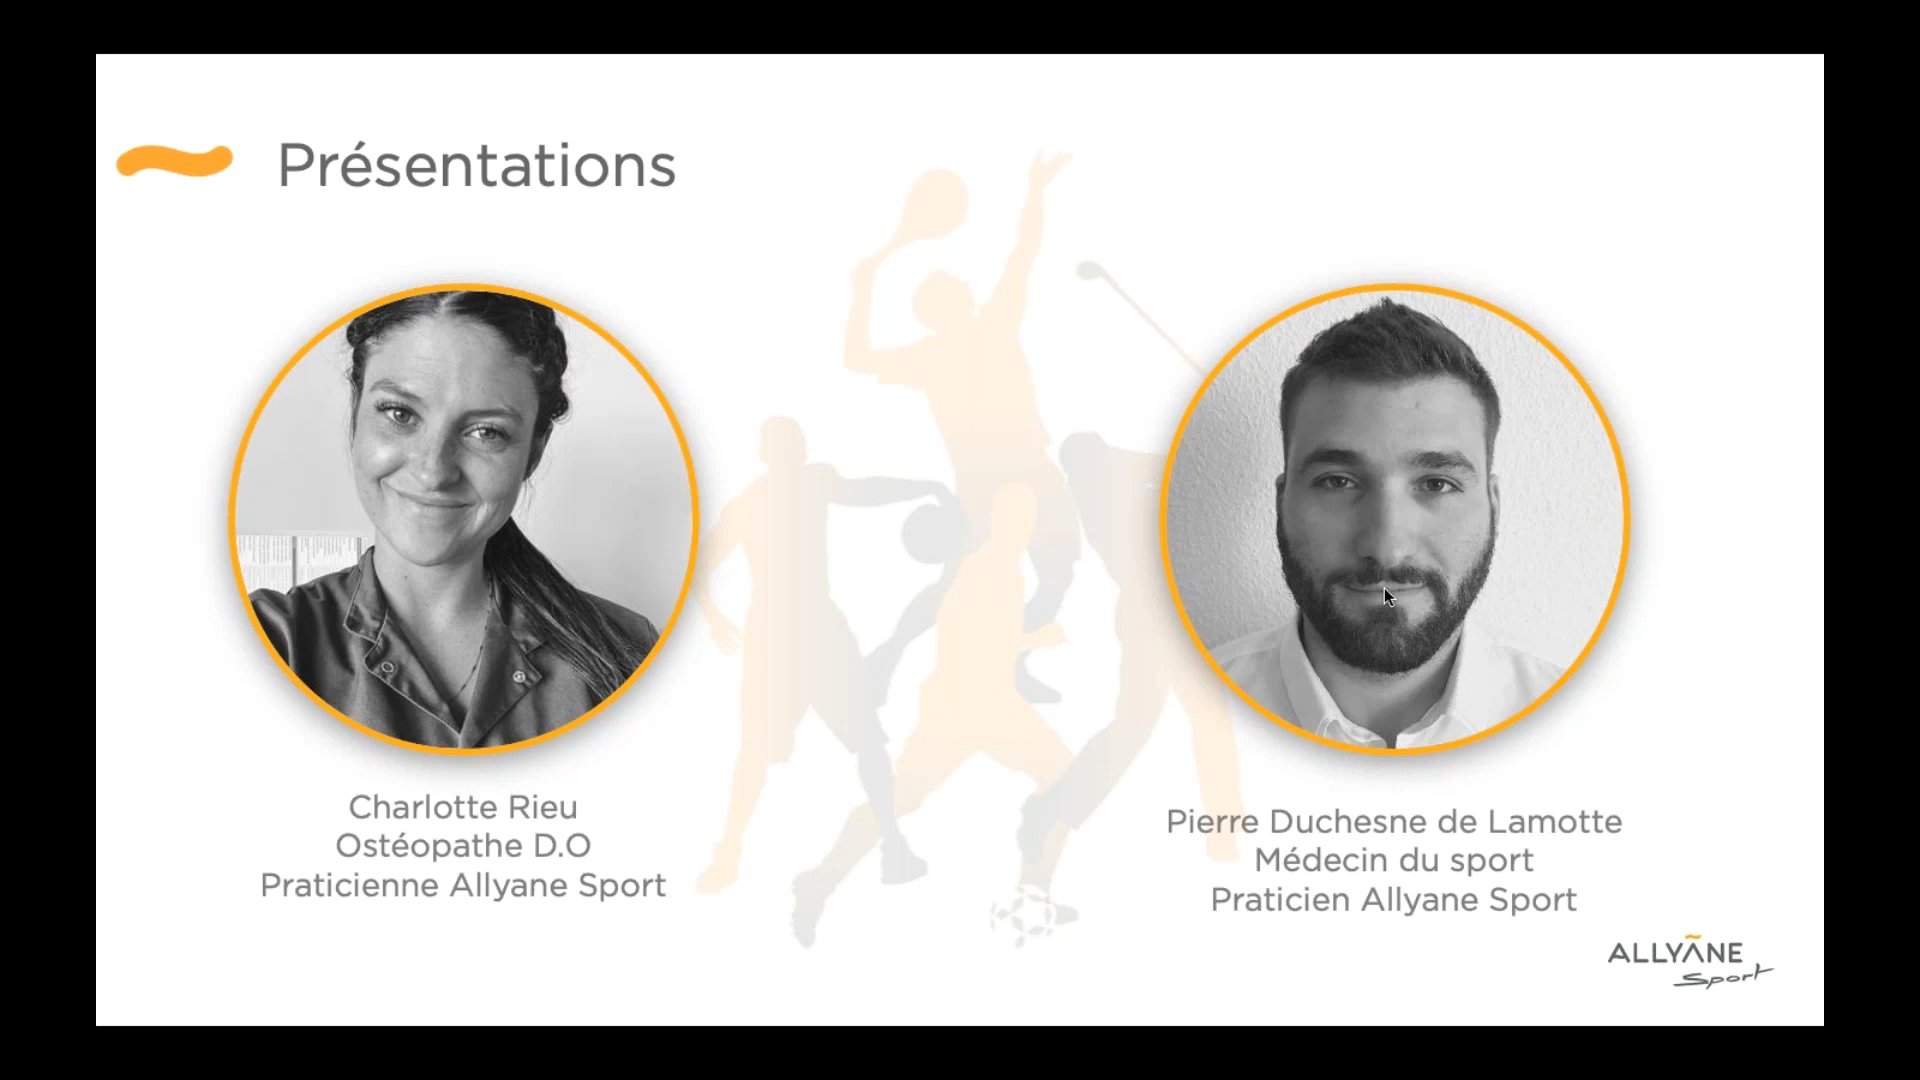 Présentations
Charlotte Rieu
Ostéopathe D.O
Praticienne Allyane Sport
Pierre Duchesne de Lamotte
Médecin du sport
Praticien Allyane Sport
ALLYÃNE
Sport